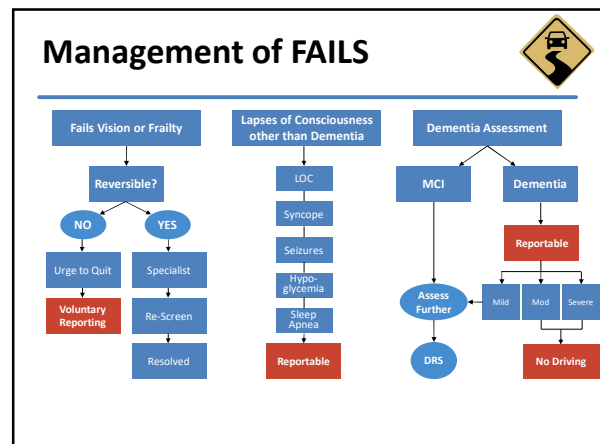 Management of FAILS
Fails Vision or Frailty
Reversible?
NO
YES
Urge to Quit
Voluntary
Reporting
Specialist
Re-Screen
Resolved
Lapses of Consciousness
other than Dementia
LOC
Syncope
Seizures
Hypo-
glycemia
Sleep
Apnea
Reportable
Dementia Assessment
MCI
Dementia
Reportable
Assess
Further
Mild
Mod
Severe
DRS
No Driving